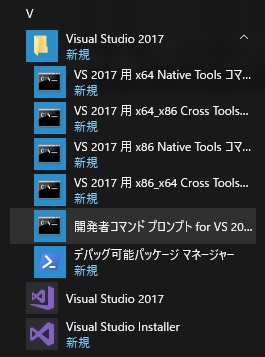 V
Visual Studio 2017
新規
VS 2017 用 x64 Native Tools コマ...
新規
VS 2017 用 x64_x86 Cross Tools...
新規
VS 2017 用 x86 Native Tools コマ...
新規
VS 2017 用 x86_x64 Cross Tools...
新規
開発者コマンド プロンプト for VS 20...
デバッグ可能パッケージ マネージャー
新規
Visual Studio 2017
Visual Studio Installer
新規